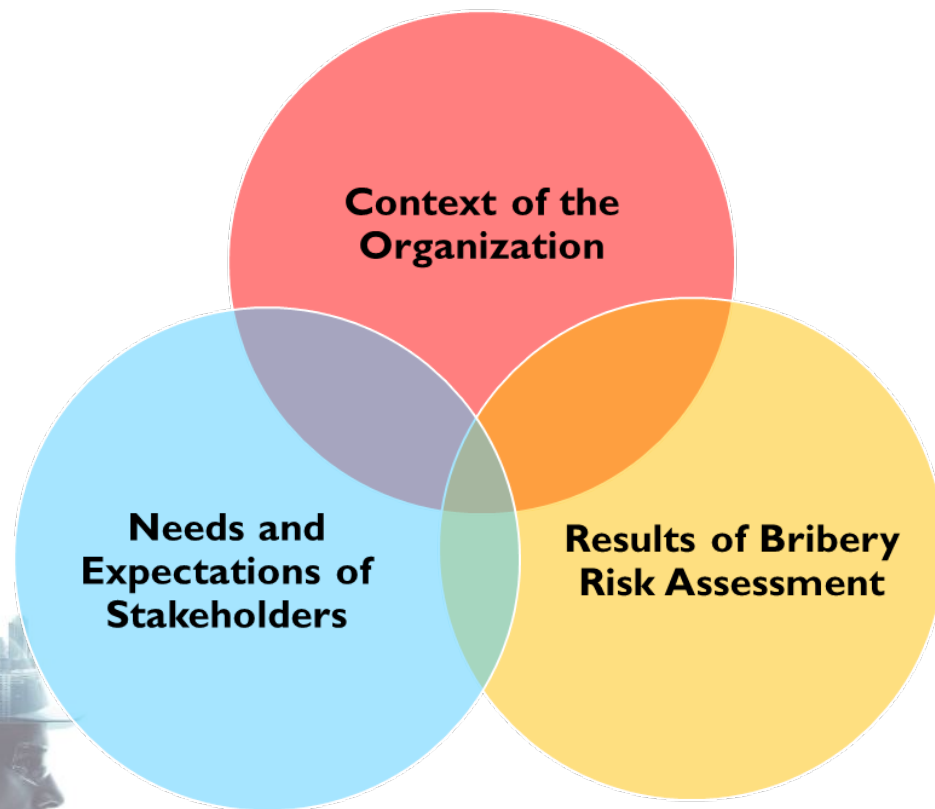 Context of the
Organization
Needs and
Expectations of
Stakeholders
Results of Bribery
Risk Assessment